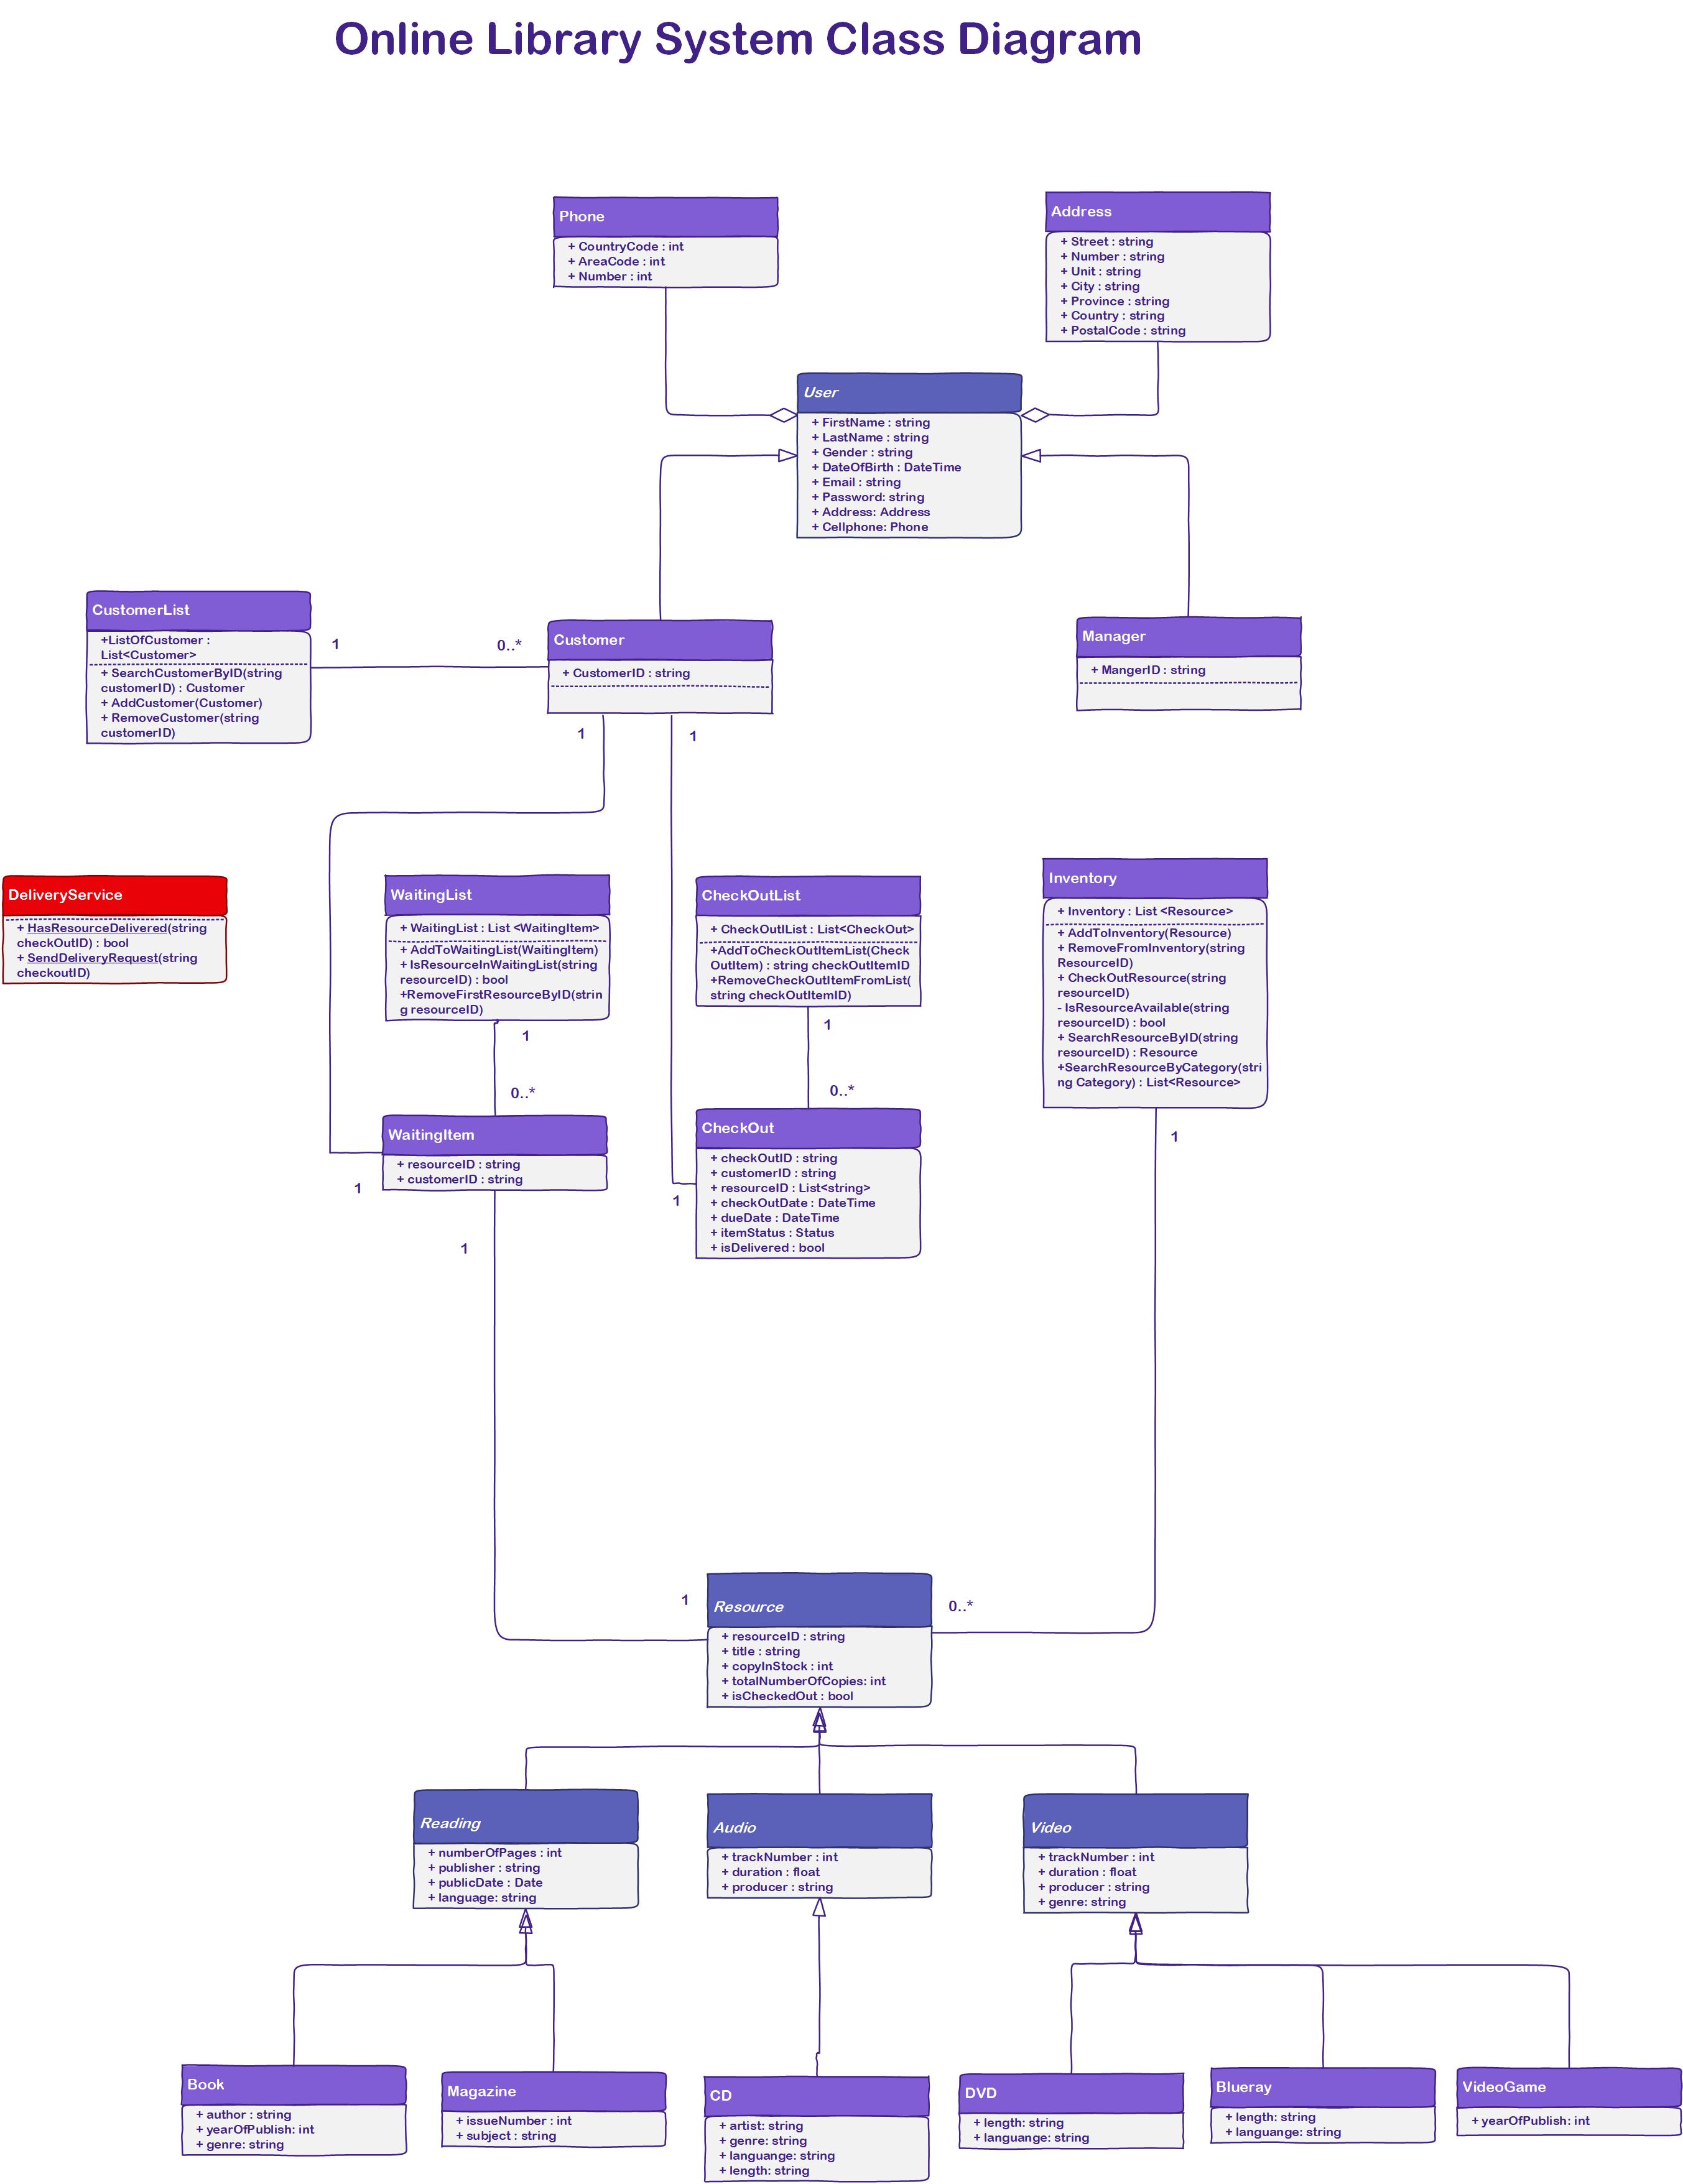 Online Library System Class Diagram
Phone
+ CountryCode : int
+ AreaCode : int
+ Number : int
Address
+ Street : string
+ Number : string
+ Unit : string
+ City : string
+ Province : string
+ Country : string
+ PostalCode : string
User
+ FirstName : string
+ LastName : string
+ Gender : string
+ DateOfBirth : DateTime
+ Email : string
+ Password: string
+ Address: Address
+ Cellphone: Phone
CustomerList
+ListOfCustomer :
List<Customer>
+ SearchCustomerByID(string
customerID) : Customer
+ AddCustomer(Customer)
+ RemoveCustomer(string
customerID)
1
0..*
Customer
+ CustomerID : string
Manager
+ MangerID : string
1
1
DeliveryService
+ HasResourceDelivered(string
checkOutID) : bool
+ SendDeliveryRequest(string
checkoutID)
WaitingList
+ WaitingList : List <WaitingItem>
+ AddToWaitingList(WaitingItem)
+ IsResourceInWaitingList(string
resourceID) : bool
+RemoveFirstResourceByID(strin
g resourceID)
CheckOutList
+ CheckOutIList : List<CheckOut>
+AddToCheckOutItemList(Check
OutItem) : string checkOutItemID
+RemoveCheckOutItemFromList(
string checkOutItemID)
Inventory
+ Inventory : List <Resource>
+ AddToInventory(Resource)
+ RemoveFromInventory(string
ResourceID)
+ CheckOutResource(string
resourceID)
- IsResourceAvailable(string
resourceID) : bool
+ SearchResourceByID(string
resourceID) : Resource
+SearchResourceByCategory(stri
ng Category) : List<Resource>
1
0..*
1
0..*
1
WaitingItem
+ resourceID : string
+ customerID : string
1
1
CheckOut
+ checkOutID : string
+ customerID : string
+ resourceID : List<string>
+ checkOutDate : DateTime
+ dueDate : DateTime
+ itemStatus : Status
+ isDelivered : bool
1
1
0..*
Resource
+ resourceID : string
+ title : string
+ copyInStock : int
+ totalNumberOfCopies: int
+ isCheckedOut : bool
Reading
+ numberOfPages : int
+ publisher : string
+ publicDate : Date
+ language: string
Audio
+ trackNumber : int
+ duration : float
+ producer : string
Video
+ trackNumber : int
+ duration : float
+ producer : string
+ genre: string
Book
+ author : string
+ yearOfPublish: int
+ genre: string
Magazine
+ issueNumber : int
+ subject : string
CD
+ artist: string
+ genre: string
+ languange: string
+ length: string
DVD
+ length: string
+ languange: string
Blueray
+ length: string
+ languange: string
VideoGame
+ yearOfPublish: int